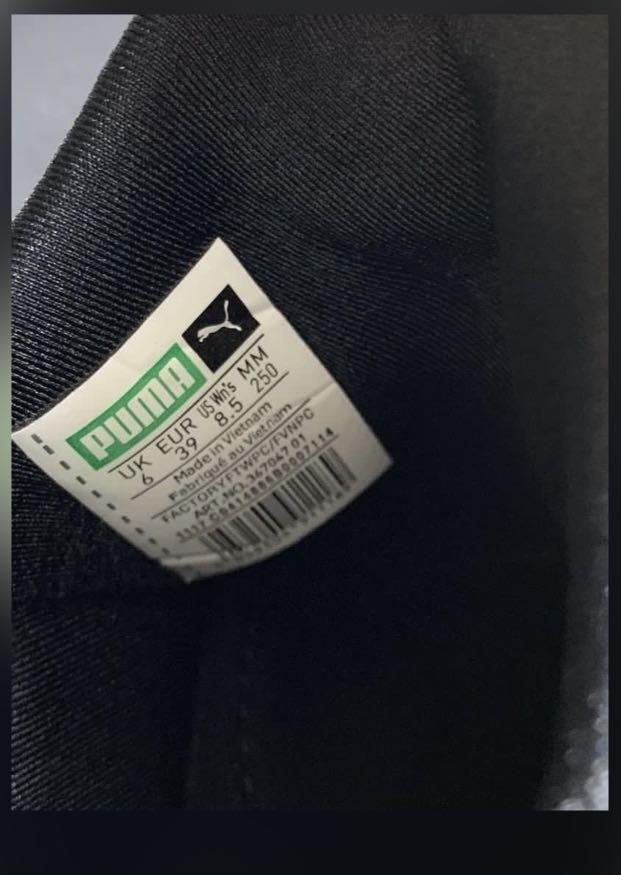 PUMA
UK EUR US Wn's MM
6 39 8.5 250
Made in Vietnam
Fabriqué au Vietnam
FACTORY:FTWPC/FVNPC
ART.NO. 367047 01